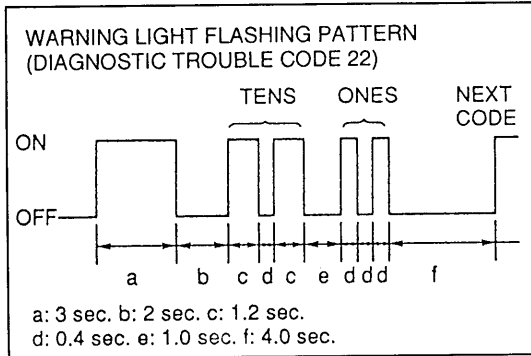 WARNING LIGHT FLASHING PATTERN
(DIAGNOSTIC TROUBLE CODE 22)
TENS ONES NEXT
CODE
ON
OFF
a b c d c e d d d f
a: 3 sec. b: 2 sec. c: 1.2 sec.
d: 0.4 sec. e: 1.0 sec. f: 4.0 sec.